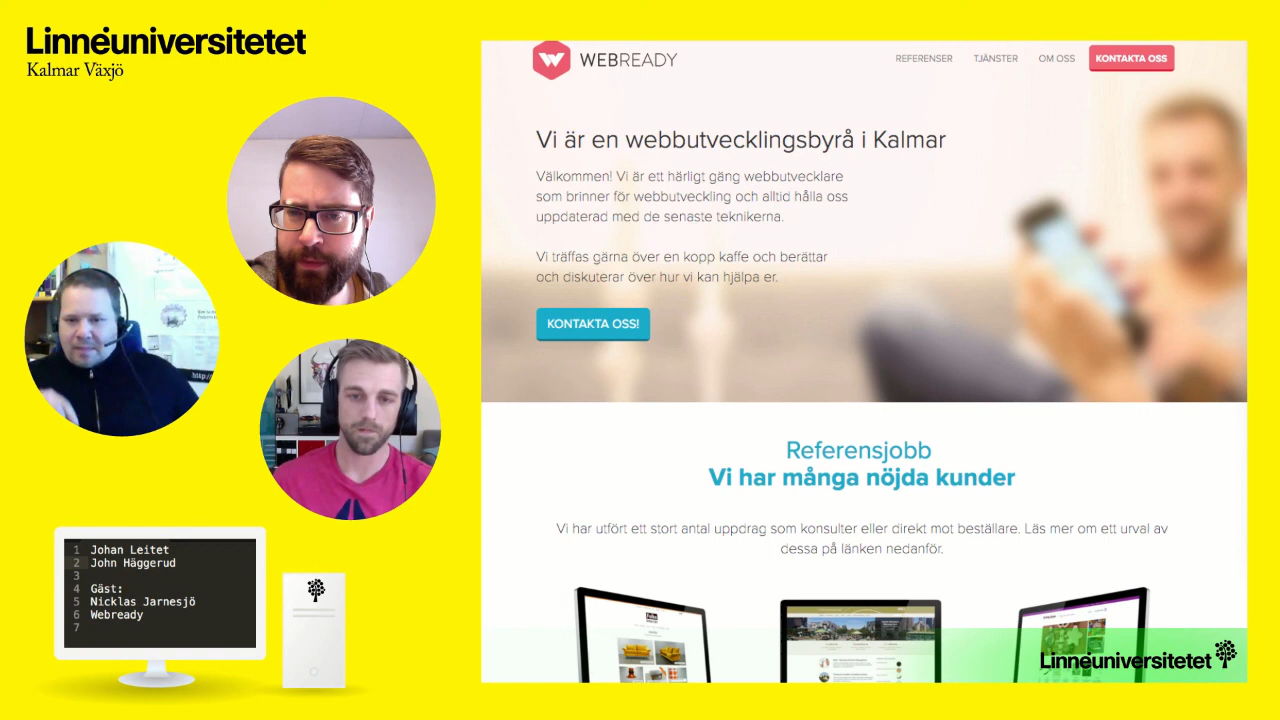 Linnéuniversitetet
Kalmar Växjö
WEBREADY
REFERENSER
TJÄNSTER
OM OSS
KONTAKTA OSS
Vi är en webbutvecklingsbyrå i Kalmar
Välkommen! Vi är ett härligt gäng webbutvecklare
som brinner för webbutveckling och alltid hålla oss
uppdaterad med de senaste teknikerna.
Vi träffas gärna över en kopp kaffe och berättar
och diskuterar över hur vi kan hjälpa er.
KONTAKTA OSS!
Referensjobb
Vi har många nöjda kunder
Vi har utfört ett stort antal uppdrag som konsulter eller direkt mot beställare. Läs mer om ett urval av
dessa på länken nedanför.
1 Johan Leitet
2 John Häggerud
3
4 Gäst:
5 Nicklas Jarnesjö
6 Webready
7
Linnéuniversitetet